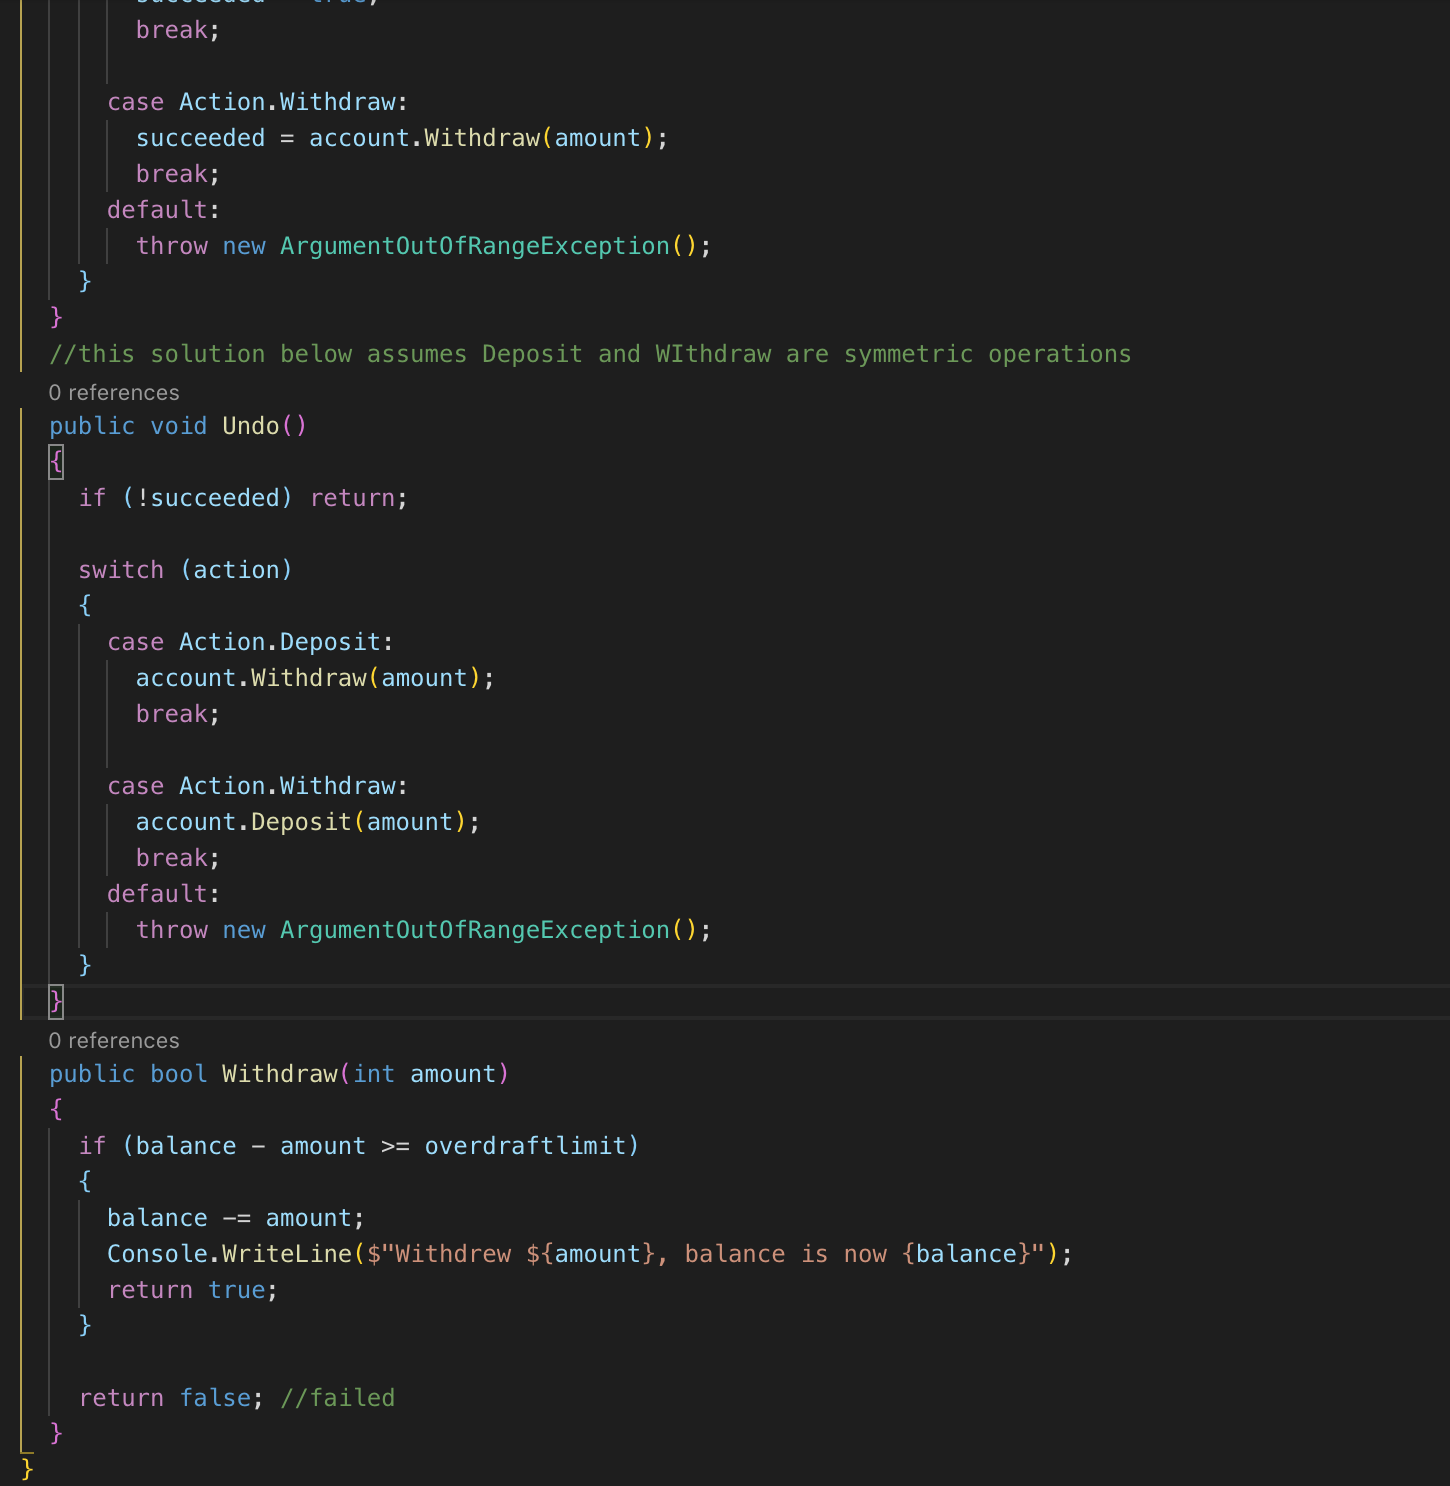 break;
case Action.Withdraw:
succeeded = account.Withdraw(amount);
break;
default:
throw new ArgumentOutOfRangeException();
}
}
//this solution below assumes Deposit and WIthdraw are symmetric operations
0 references
public void Undo()
{
if (!succeeded) return;
switch (action)
{
case Action.Deposit:
account.Withdraw(amount);
break;
case Action.Withdraw:
account.Deposit(amount);
break;
default:
throw new ArgumentOutOfRangeException();
}
}
0 references
public bool Withdraw(int amount)
{
if (balance - amount >= overdraftlimit)
{
balance -= amount;
Console.WriteLine($"Withdrew ${amount}, balance is now {balance}");
return true;
}
return false; //failed
}
}